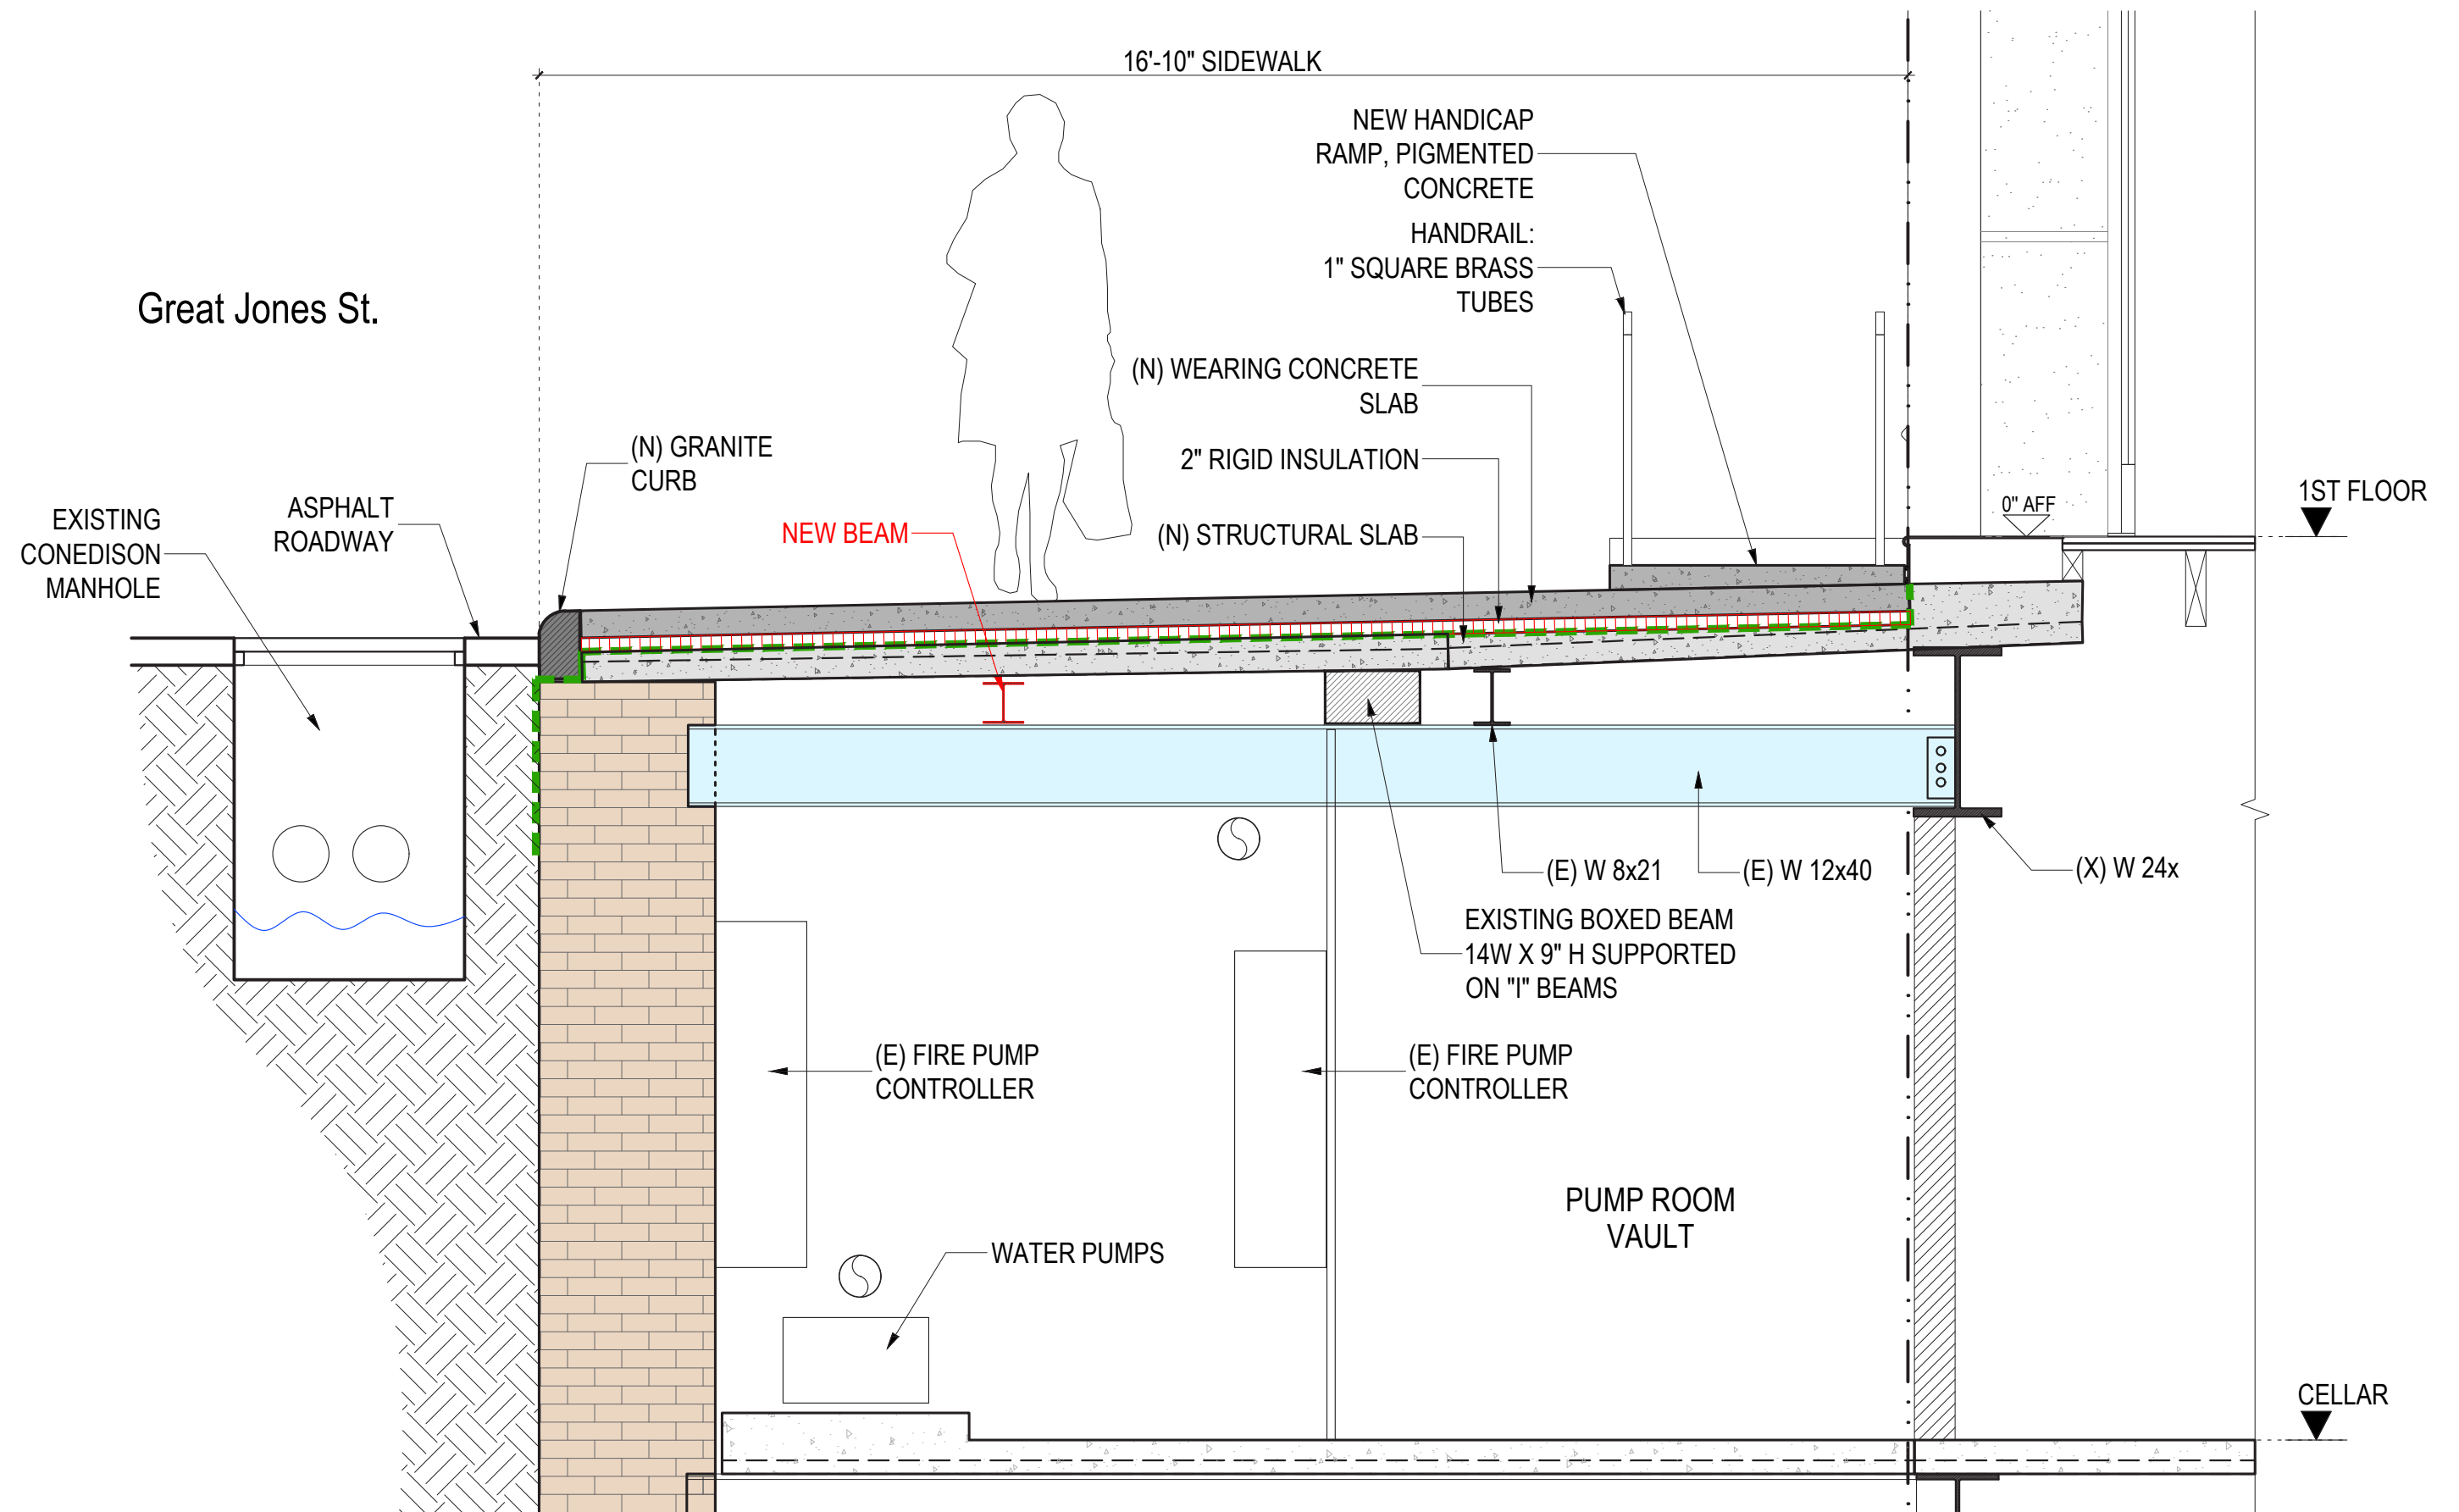 16'-10" SIDEWALK
NEW HANDICAP
RAMP, PIGMENTED
CONCRETE
HANDRAIL:
1" SQUARE BRASS
TUBES
Great Jones St.
(N) WEARING CONCRETE
SLAB
(N) GRANITE
CURB
2" RIGID INSULATION
1ST FLOOR
0" AFF
ASPHALT
ROADWAY
EXISTING
CONEDISON
MANHOLE
NEW BEAM
(N) STRUCTURAL SLAB
(E) W 8x21
(E) W 12x40
(X) W 24x
EXISTING BOXED BEAM
14W X 9" H SUPPORTED
ON "I" BEAMS
(E) FIRE PUMP
CONTROLLER
(E) FIRE PUMP
CONTROLLER
PUMP ROOM
VAULT
WATER PUMPS
CELLAR